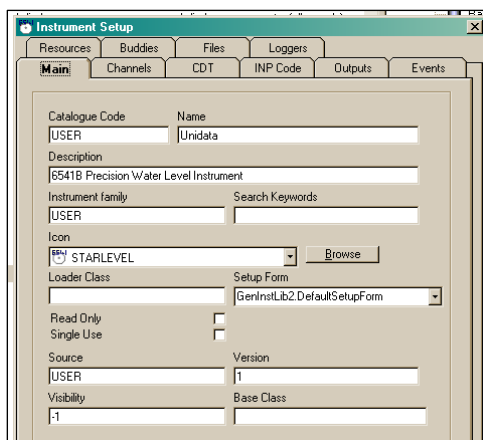 Instrument Setup
Resources Buddies Files Loggers
Main Channels CDT INP Code Outputs Events
Catalogue Code Name
USER Unidata
Description
6541B Precision Water Level Instrument
Instrument family Search Keywords
USER
Icon
STARLEVEL Browse
Loader Class Setup Form
GenInstLib2.DefaultSetupForm
Read Only
Single Use
Source Version
USER 1
Visibility Base Class
-1